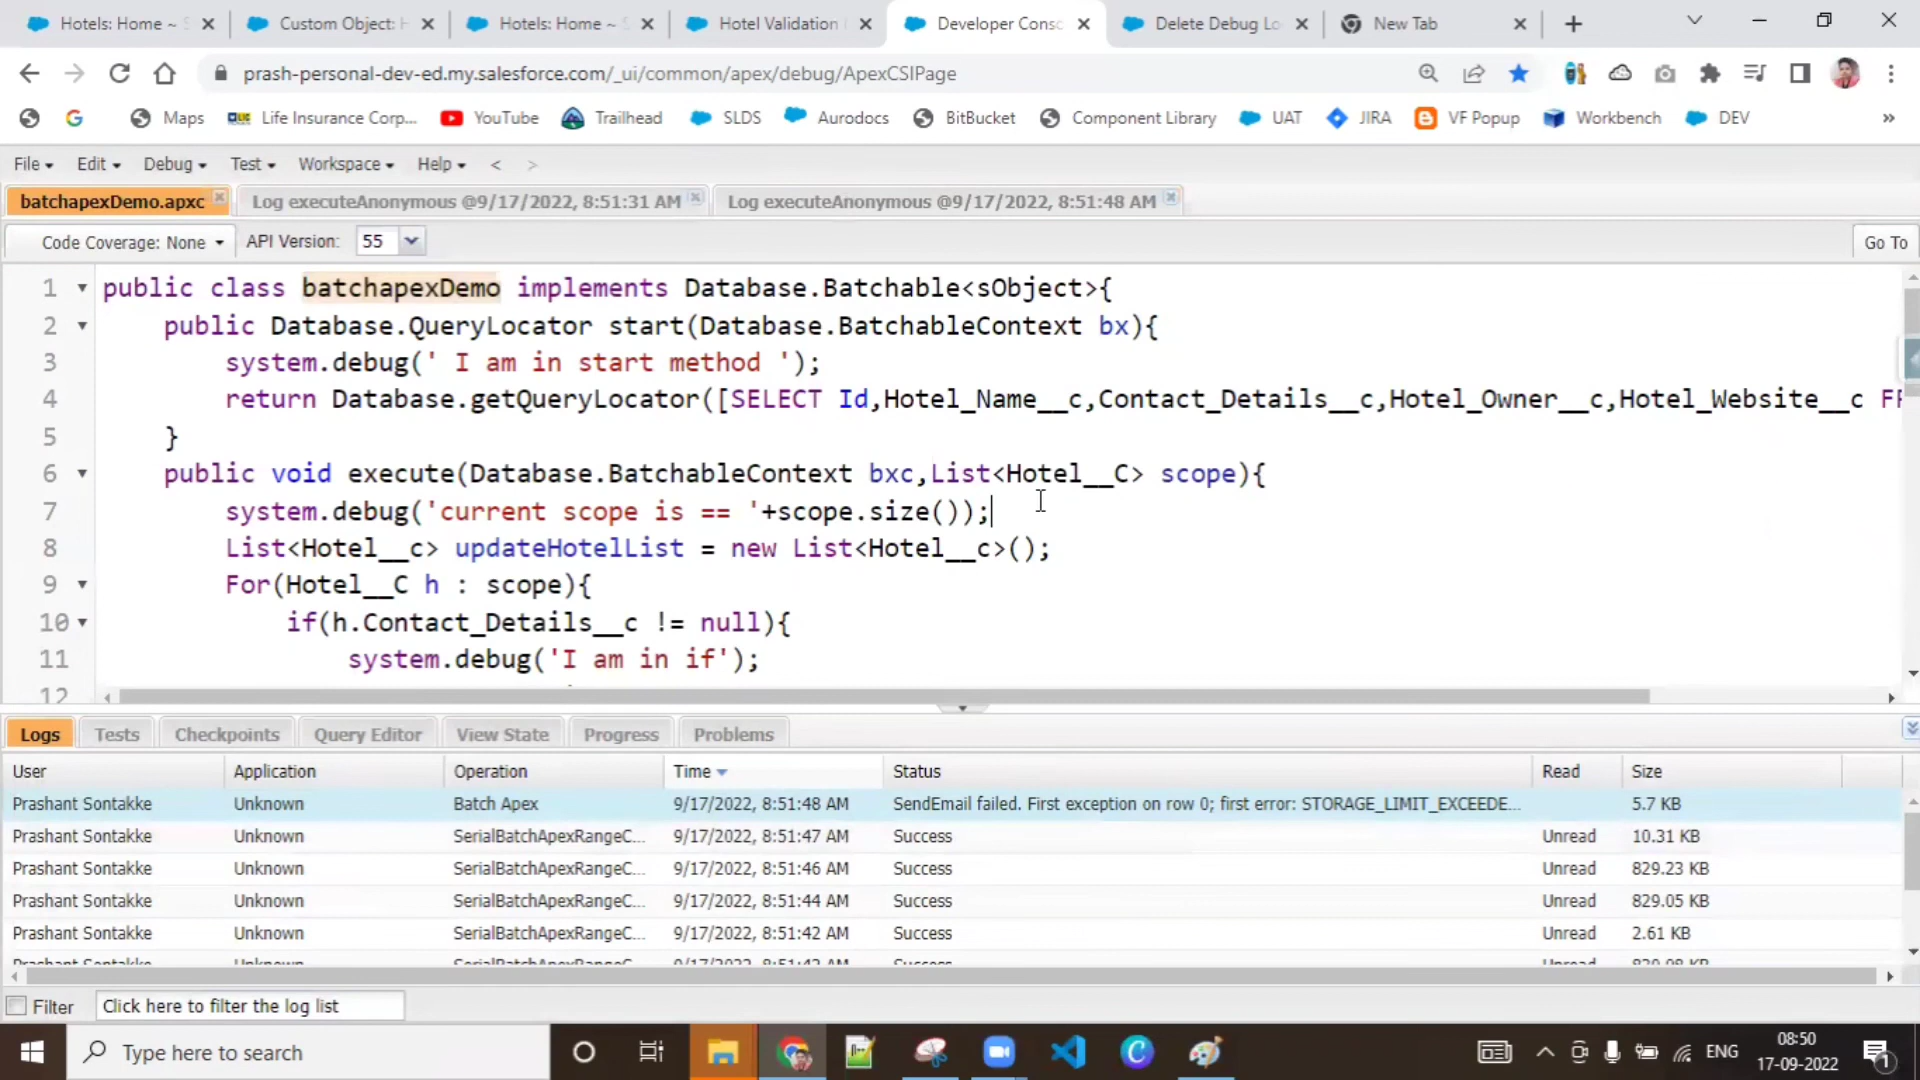 Hotels: Home ~ S
Custom Object: H
Hotels: Home ~ S
Hotel Validation
Developer Conso
Delete Debug Lo
New Tab
prash-personal-dev-ed.my.salesforce.com/_ui/common/apex/debug/ApexCSIPage
Maps
Life Insurance Corp...
YouTube
Trailhead
SLDS
Aurodocs
BitBucket
Component Library
UAT
JIRA
VF Popup
Workbench
DEV
»
File Edit Debug Test Workspace Help < >
batchapexDemo.apxc
Log executeAnonymous @9/17/2022, 8:51:31 AM
Log executeAnonymous @9/17/2022, 8:51:48 AM
Code Coverage: None API Version: 55 Go To
1 public class batchapexDemo implements Database.Batchable<sObject>{
2 public Database.QueryLocator start(Database.BatchableContext bx){
3 system.debug(' I am in start method ');
4 return Database.getQueryLocator([SELECT Id,Hotel_Name__c,Contact_Details__c,Hotel_Owner__c,Hotel_Website__c FR
5 }
6 public void execute(Database.BatchableContext bxc,List<Hotel__C> scope){
7 system.debug('current scope is == '+scope.size());
8 List<Hotel__c> updateHotelList = new List<Hotel__c>();
9 For(Hotel__C h : scope){
10 if(h.Contact_Details__c != null){
11 system.debug('I am in if');
12
Logs Tests Checkpoints Query Editor View State Progress Problems
User Application Operation Time Status Read Size
Prashant Sontakke Unknown Batch Apex 9/17/2022, 8:51:48 AM SendEmail failed. First exception on row 0; first error: STORAGE_LIMIT_EXCEEDE... 5.7 KB
Prashant Sontakke Unknown SerialBatchApexRangeC... 9/17/2022, 8:51:47 AM Success Unread 10.31 KB
Prashant Sontakke Unknown SerialBatchApexRangeC... 9/17/2022, 8:51:46 AM Success Unread 829.23 KB
Prashant Sontakke Unknown SerialBatchApexRangeC... 9/17/2022, 8:51:44 AM Success Unread 829.05 KB
Prashant Sontakke Unknown SerialBatchApexRangeC... 9/17/2022, 8:51:42 AM Success Unread 2.61 KB
Filter Click here to filter the log list
Type here to search
ENG
08:50
17-09-2022
1